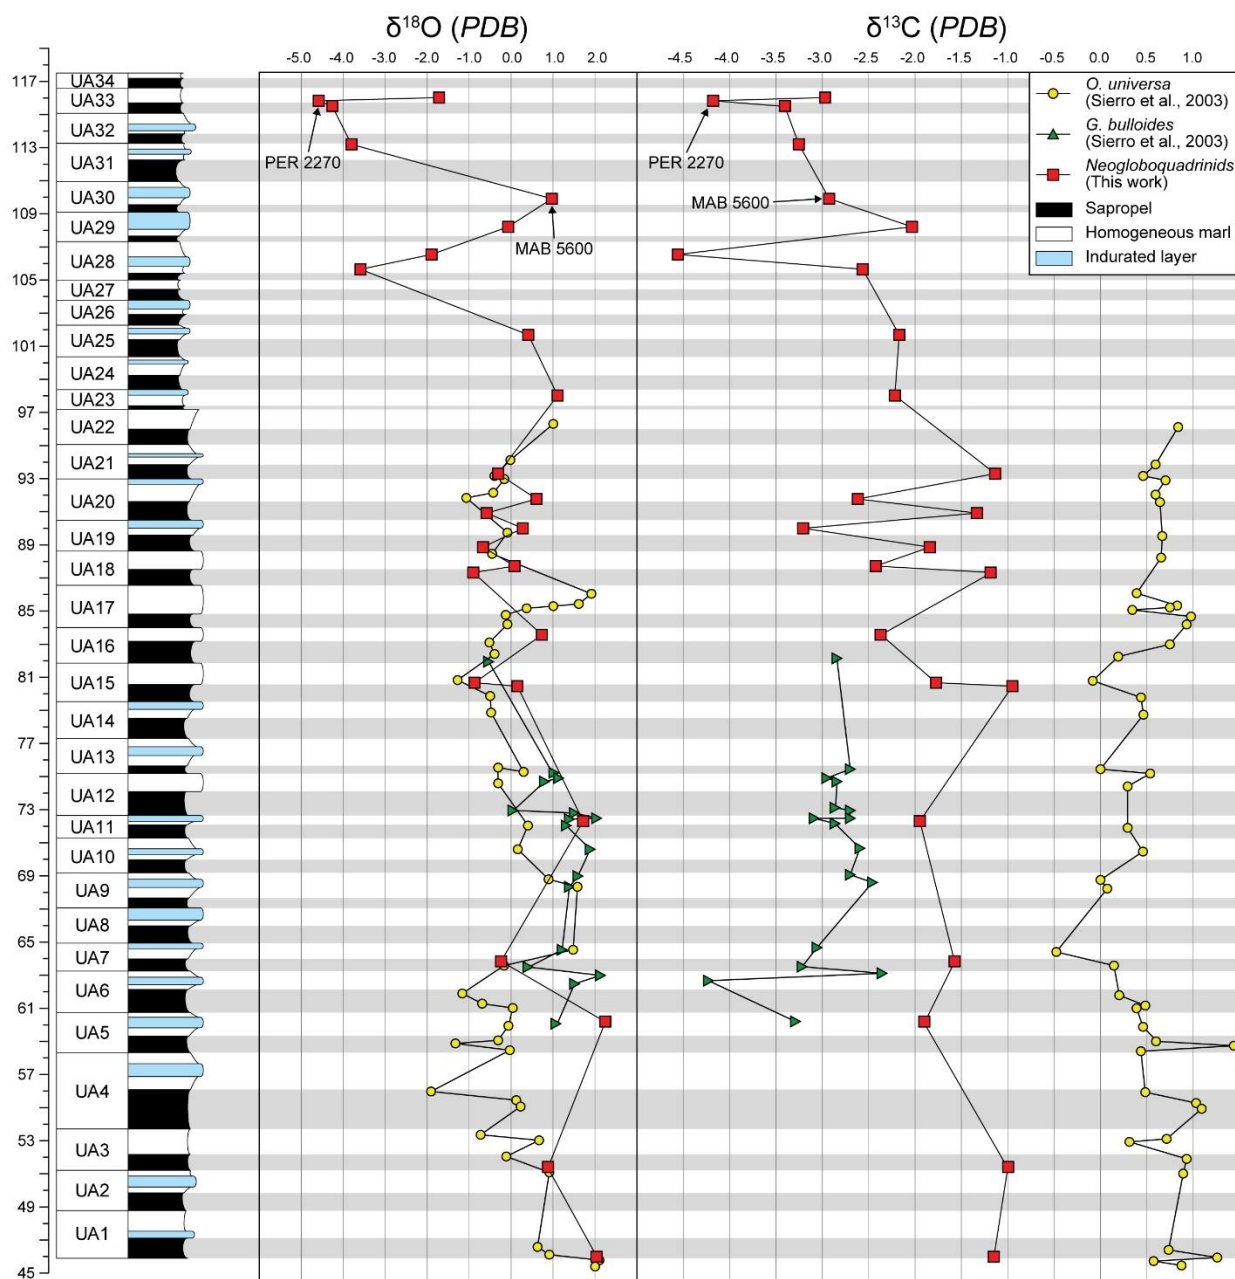 δ¹⁸O (PDB)
δ¹³C (PDB)
-5.0 -4.0 -3.0 -2.0 -1.0 0.0 1.0 2.0
-4.5 -4.0 -3.5 -3.0 -2.5 -2.0 -1.5 -1.0 -0.5 0.0 0.5 1.0
O. universa
(Sierro et al., 2003)
G. bulloides
(Sierro et al., 2003)
Neogloboquadrinids
(This work)
Sapropel
Homogeneous marl
Indurated layer
117
113
109
105
101
97
93
89
85
81
77
73
69
65
61
57
53
49
45
UA34
UA33
UA32
UA31
UA30
UA29
UA28
UA27
UA26
UA25
UA24
UA23
UA22
UA21
UA20
UA19
UA18
UA17
UA16
UA15
UA14
UA13
UA12
UA11
UA10
UA9
UA8
UA7
UA6
UA5
UA4
UA3
UA2
UA1
PER 2270
MAB 5600
PER 2270
MAB 5600